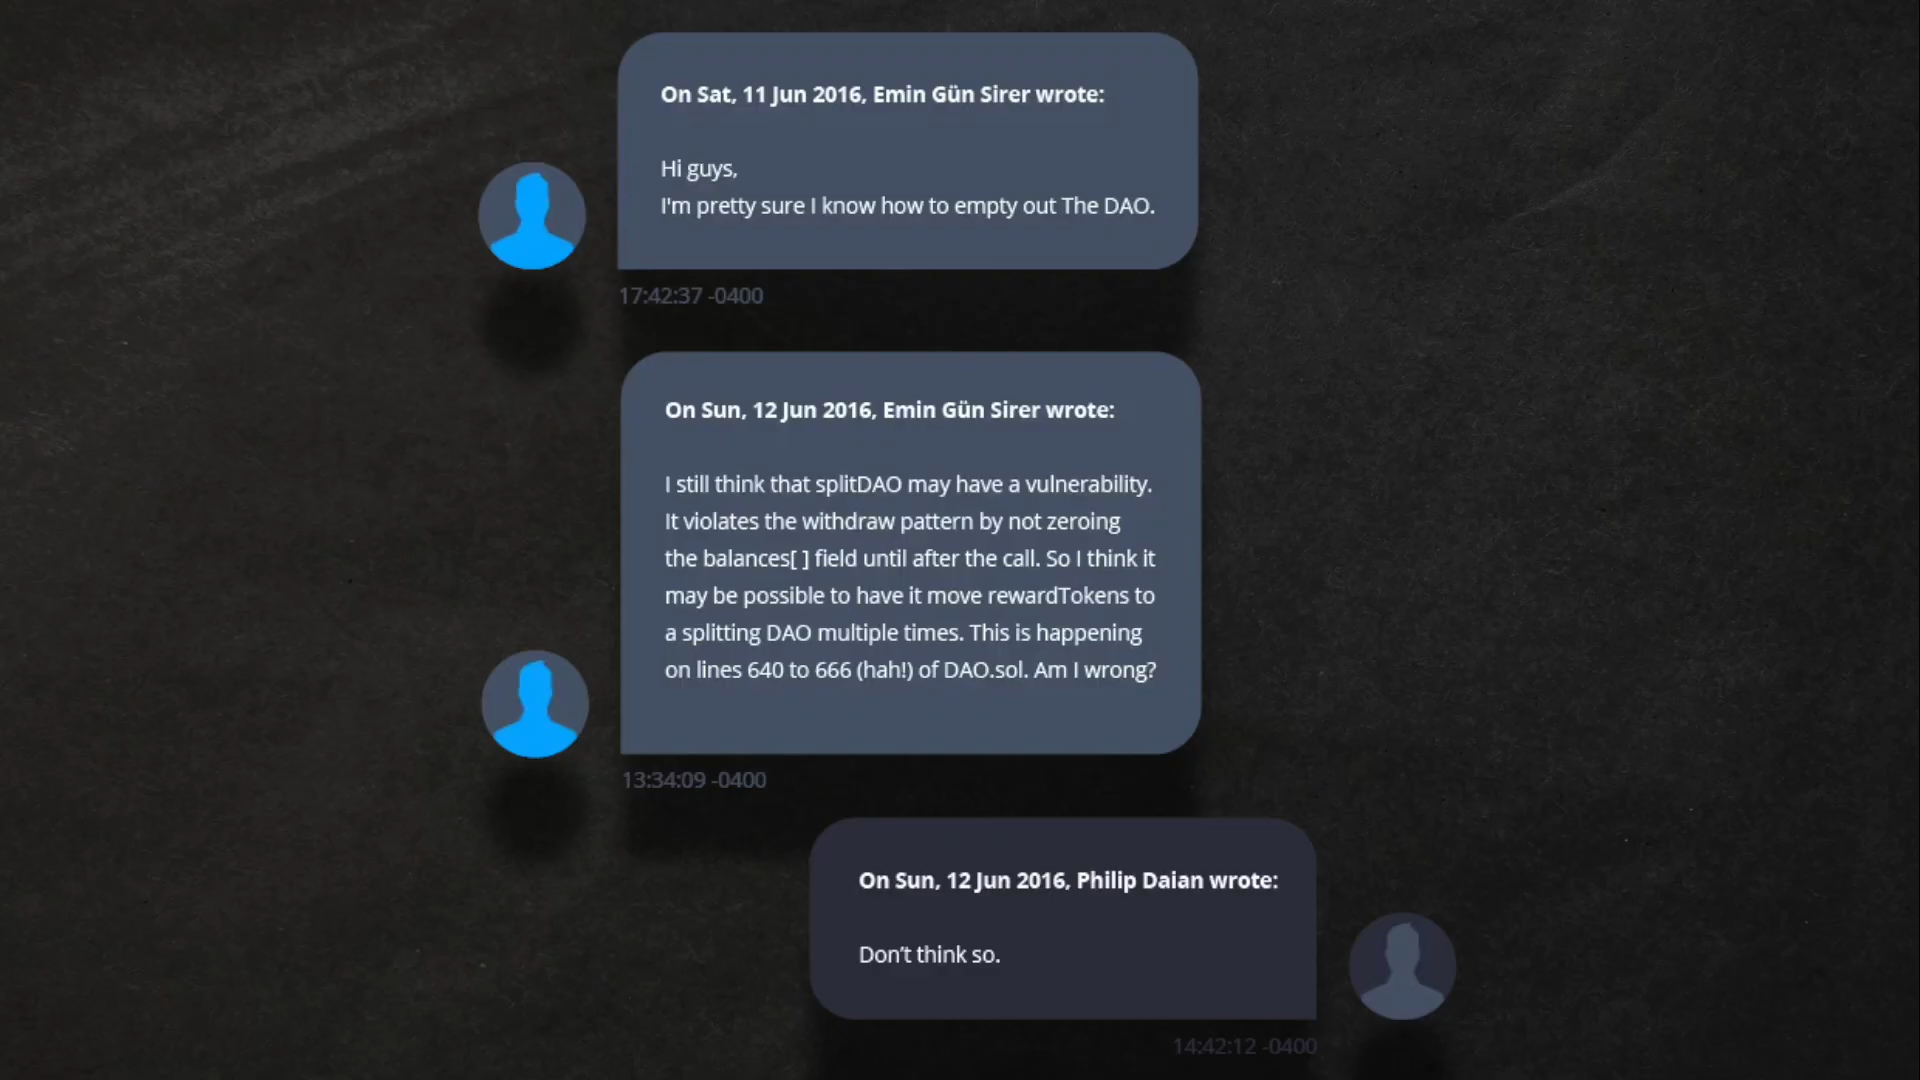 On Sat, 11 Jun 2016, Emin Gün Sirer wrote:
Hi guys,
I'm pretty sure I know how to empty out The DAO.
17:42:37 -0400
On Sun, 12 Jun 2016, Emin Gün Sirer wrote:
I still think that splitDAO may have a vulnerability.
It violates the withdraw pattern by not zeroing
the balances[ ] field until after the call. So I think it
may be possible to have it move rewardTokens to
a splitting DAO multiple times. This is happening
on lines 640 to 666 (hah!) of DAO.sol. Am I wrong?
13:34:09 -0400
On Sun, 12 Jun 2016, Philip Daian wrote:
Don’t think so.
14:42:12 -0400